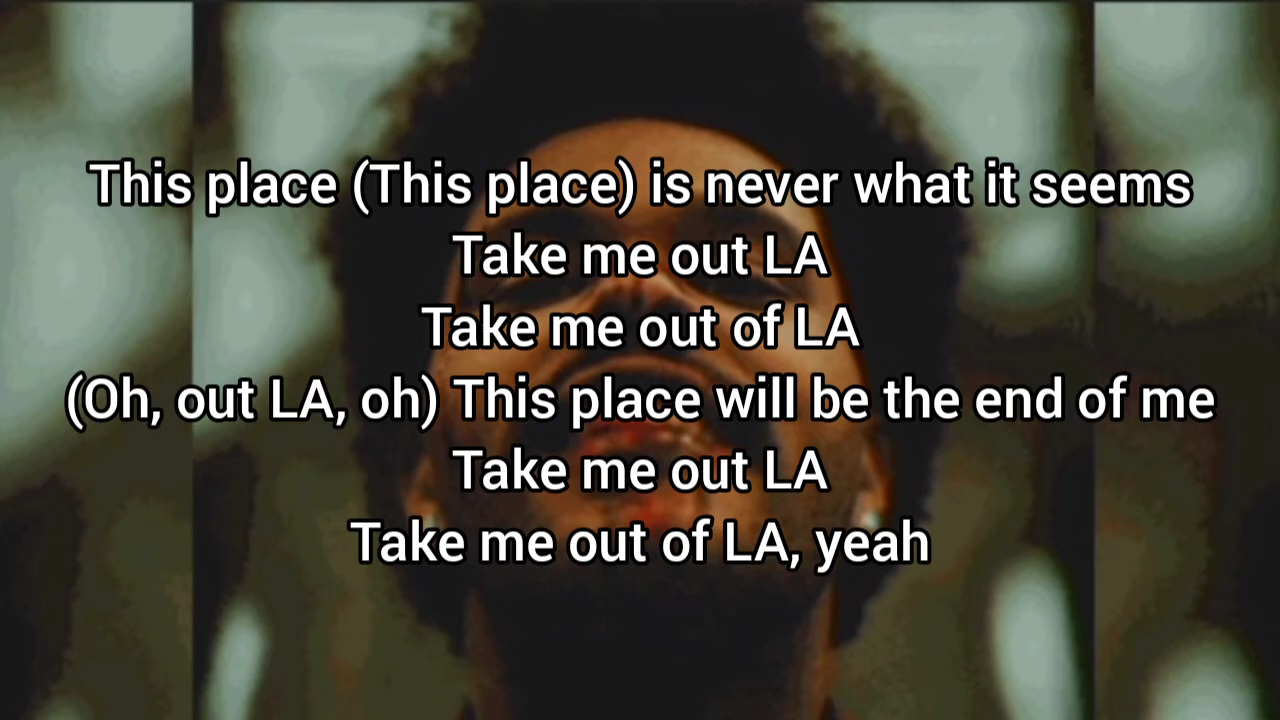 This place (This place) is never what it seems
Take me out LA
Take me out of LA
(Oh, out LA, oh) This place will be the end of me
Take me out LA
Take me out of LA, yeah